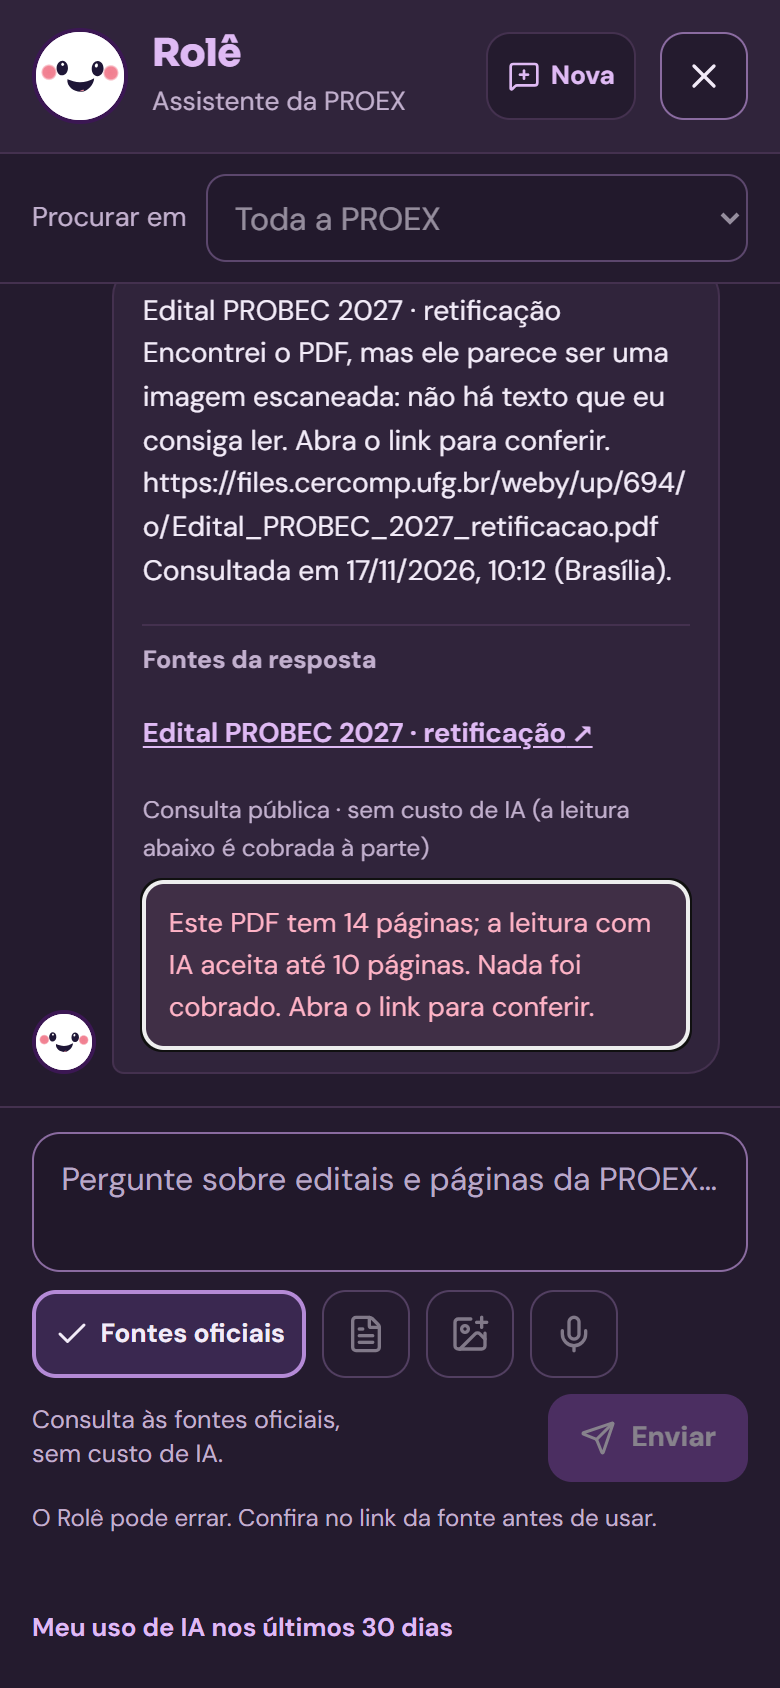 Rolê
Assistente da PROEX
Nova
Procurar em
Toda a PROEX
Edital PROBEC 2027 · retificação
Encontrei o PDF, mas ele parece ser uma
imagem escaneada: não há texto que eu
consiga ler. Abra o link para conferir.
https://files.cercomp.ufg.br/weby/up/694/
o/Edital_PROBEC_2027_retificacao.pdf
Consultada em 17/11/2026, 10:12 (Brasília).
Fontes da resposta
Edital PROBEC 2027 · retificação ↗
Consulta pública · sem custo de IA (a leitura
abaixo é cobrada à parte)
Este PDF tem 14 páginas; a leitura com
IA aceita até 10 páginas. Nada foi
cobrado. Abra o link para conferir.
Pergunte sobre editais e páginas da PROEX...
Fontes oficiais
Consulta às fontes oficiais,
sem custo de IA.
Enviar
O Rolê pode errar. Confira no link da fonte antes de usar.
Meu uso de IA nos últimos 30 dias